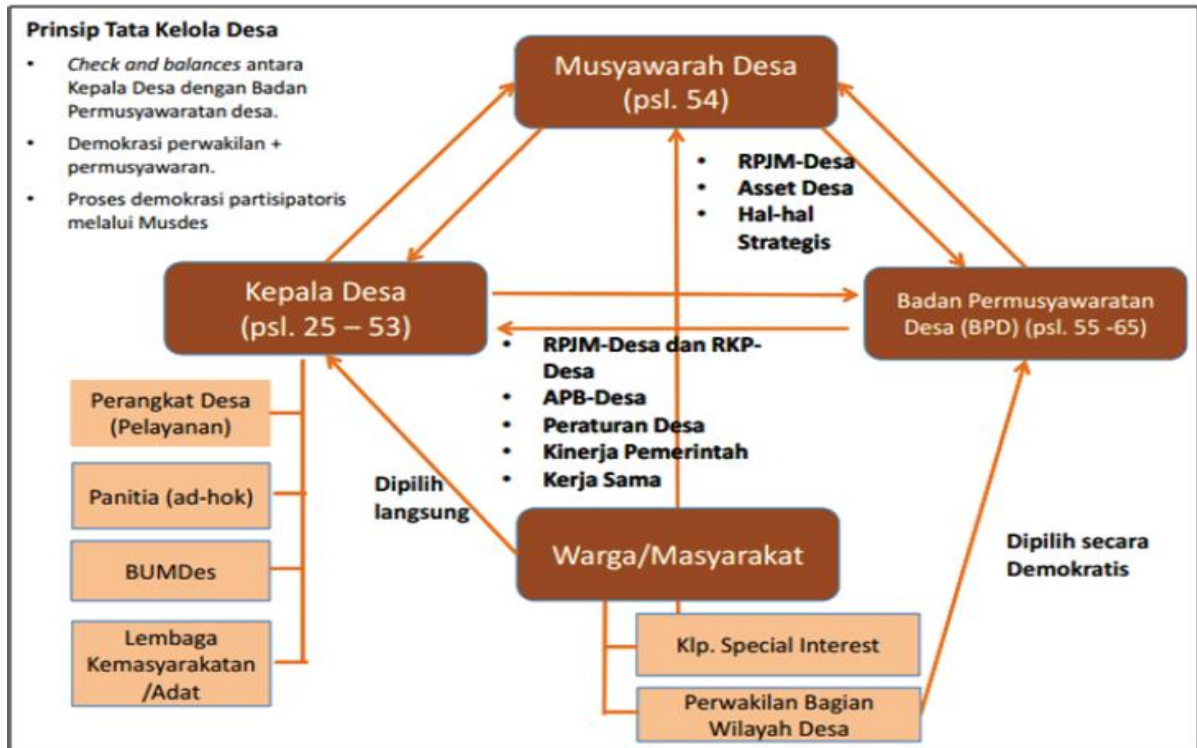 Prinsip Tata Kelola Desa
• Check and balances antara
Kepala Desa dengan Badan
Permusyawaratan desa.
• Demokrasi perwakilan +
permusyawaran.
• Proses demokrasi partisipatoris
melalui Musdes
Musyawarah Desa
(psl. 54)
• RPJM-Desa
• Asset Desa
• Hal-hal
Strategis
Kepala Desa
(psl. 25 – 53)
Badan Permusyawaratan
Desa (BPD) (psl. 55 -65)
• RPJM-Desa dan RKP-
Desa
• APB-Desa
• Peraturan Desa
• Kinerja Pemerintah
• Kerja Sama
Perangkat Desa
(Pelayanan)
Panitia (ad-hok)
BUMDes
Lembaga
Kemasyarakatan
/Adat
Dipilih
langsung
Warga/Masyarakat
Dipilih secara
Demokratis
Klp. Special Interest
Perwakilan Bagian
Wilayah Desa